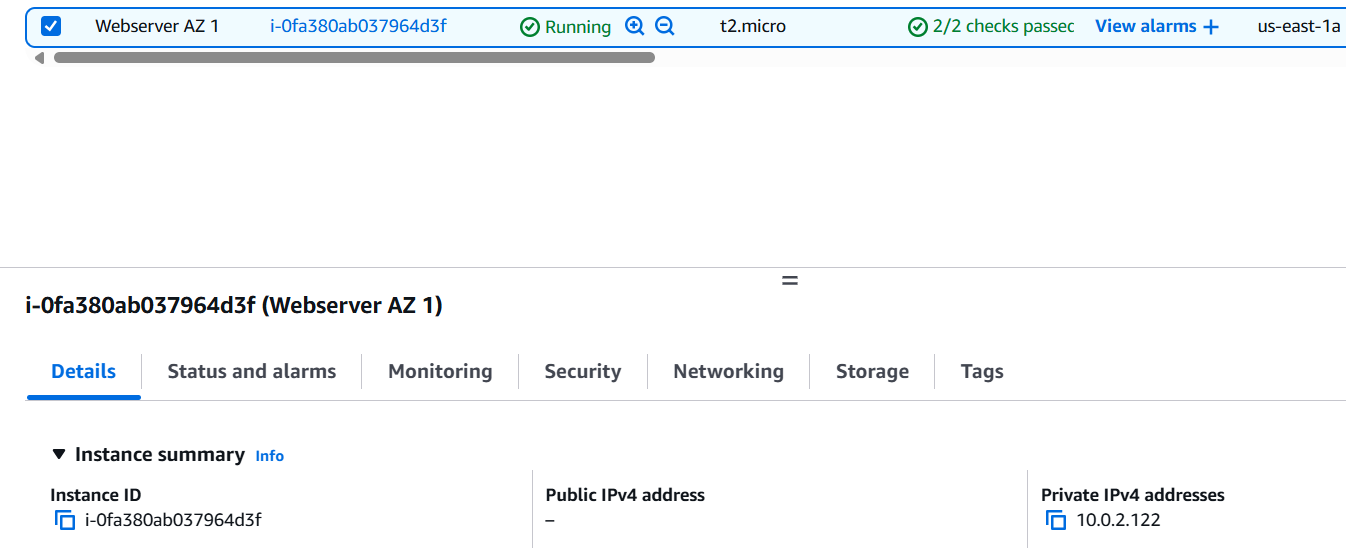 Webserver AZ 1 i-0fa380ab037964d3f Running t2.micro 2/2 checks passec View alarms + us-east-1a
i-0fa380ab037964d3f (Webserver AZ 1)
Details Status and alarms Monitoring Security Networking Storage Tags
Instance summary Info
Instance ID Public IPv4 address Private IPv4 addresses
i-0fa380ab037964d3f – 10.0.2.122